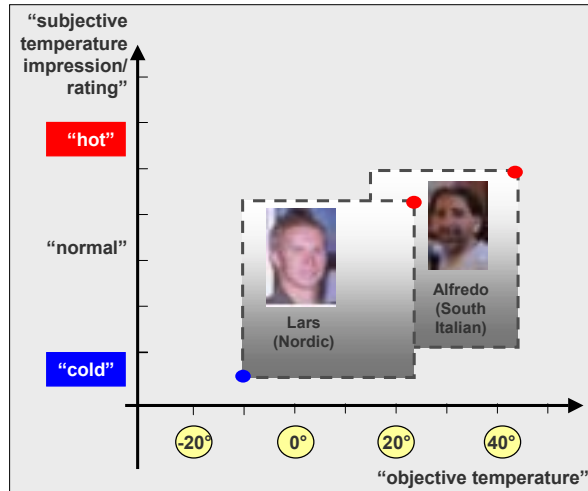 “subjective
temperature
impression/
rating”
“hot”
“normal”
“cold”
Lars
(Nordic)
Alfredo
(South
Italian)
-20°
0°
20°
40°
“objective temperature”